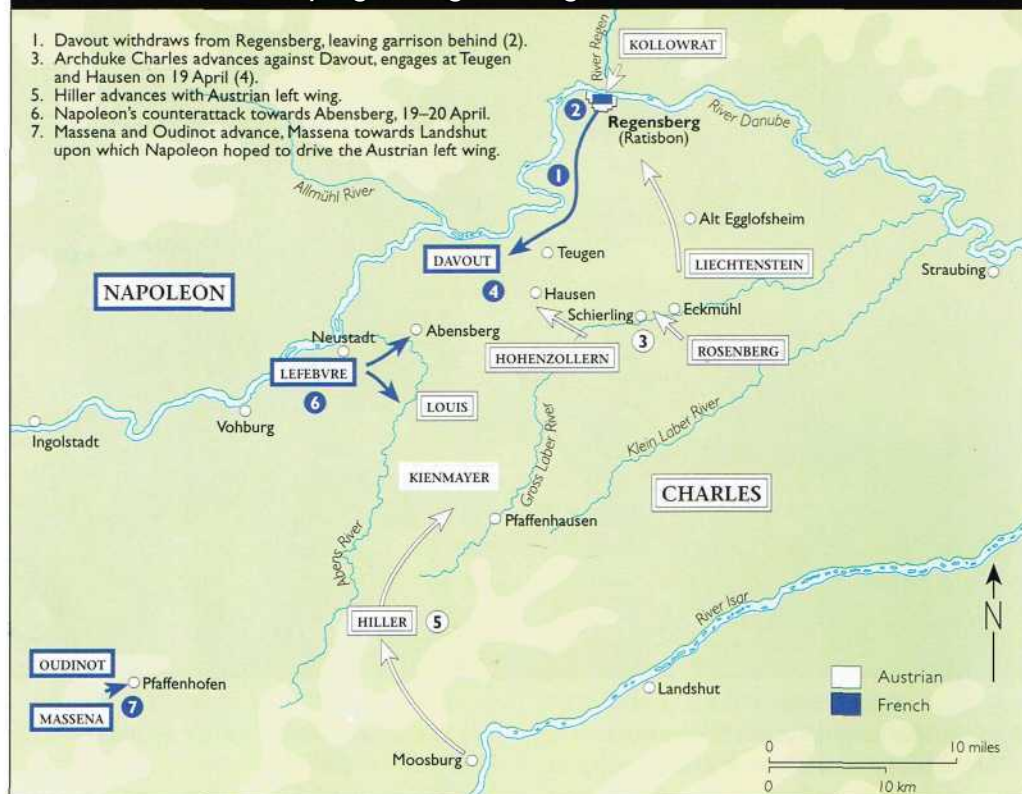 1. Davout withdraws from Regensberg, leaving garrison behind (2).
3. Archduke Charles advances against Davout, engages at Teugen
and Hausen on 19 April (4).
5. Hiller advances with Austrian left wing.
6. Napoleon's counterattack towards Abensberg, 19–20 April.
7. Massena and Oudinot advance, Massena towards Landshut
upon which Napoleon hoped to drive the Austrian left wing.
River Regen
KOLLOWRAT
2
Regensberg
(Ratisbon)
River Danube
1
Allmühl River
Alt Egglofsheim
DAVOUT
Teugen
LIECHTENSTEIN
Straubing
NAPOLEON
4
Hausen
Schierling
Eckmühl
3
Abensberg
Neustadt
HOHENZOLLERN
ROSENBERG
LEFEBVRE
6
LOUIS
Ingolstadt
Vohburg
Gross Laber River
Klein Laber River
KIENMAYER
CHARLES
Pfaffenhausen
Abens River
River Isar
N
HILLER
5
OUDINOT
Pfaffenhofen
MASSENA
7
Landshut
Austrian
French
Moosburg
0
10 miles
0
10 km